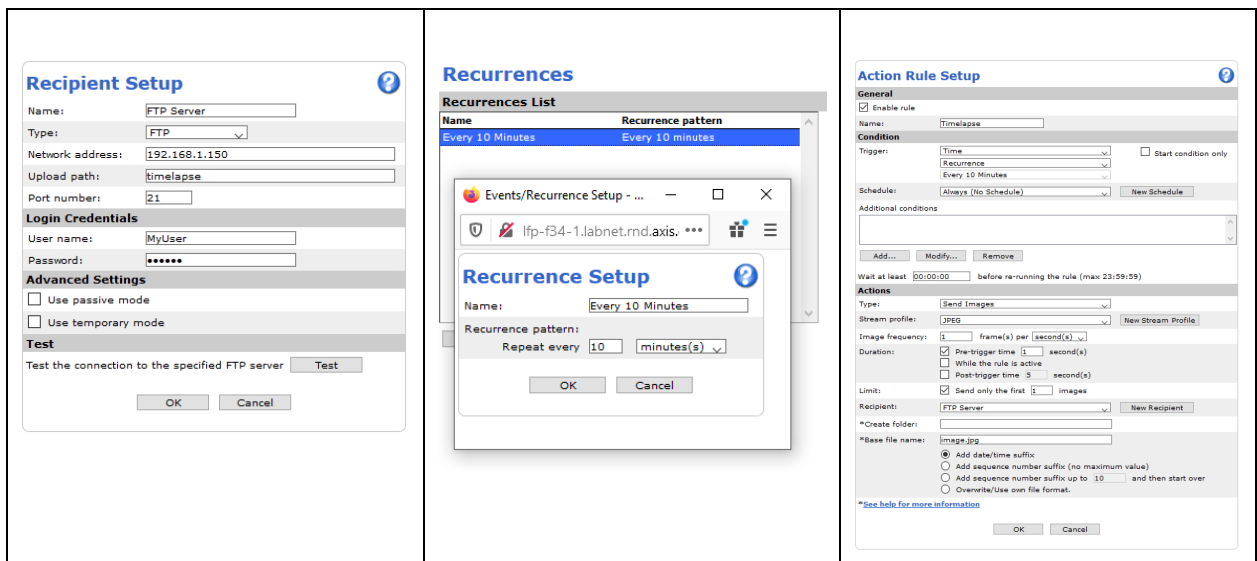 Recipient Setup
Name: FTP Server
Type: FTP
Network address: 192.168.1.150
Upload path: timelapse
Port number: 21
Login Credentials
User name: MyUser
Password: ●●●●●●
Advanced Settings
Use passive mode
Use temporary mode
Test
Test the connection to the specified FTP server Test
OK Cancel
Recurrences
Recurrences List
Name Recurrence pattern
Every 10 Minutes Every 10 minutes
Events/Recurrence Setup - ...
lfp-f34-1.labnet.rnd.axis.
Recurrence Setup
Name: Every 10 Minutes
Recurrence pattern:
Repeat every 10 minutes(s)
OK Cancel
Action Rule Setup
General
Enable rule
Name: Timelapse
Condition
Trigger: Time Start condition only
Recurrence
Every 10 Minutes
Schedule: Always (No Schedule) New Schedule
Additional conditions
Add... Modify... Remove
Wait at least 00:00:00 before re-running the rule (max 23:59:59)
Actions
Type: Send Images
Stream profile: JPEG New Stream Profile
Image frequency: 1 frame(s) per second(s)
Duration: Pre-trigger time 1 second(s)
While the rule is active
Post-trigger time 5 second(s)
Limit: Send only the first 1 images
Recipient: FTP Server New Recipient
*Create folder:
*Base file name: image.jpg
Add date/time suffix
Add sequence number suffix (no maximum value)
Add sequence number suffix up to 10 and then start over
Overwrite/Use own file format.
*See help for more information
OK Cancel